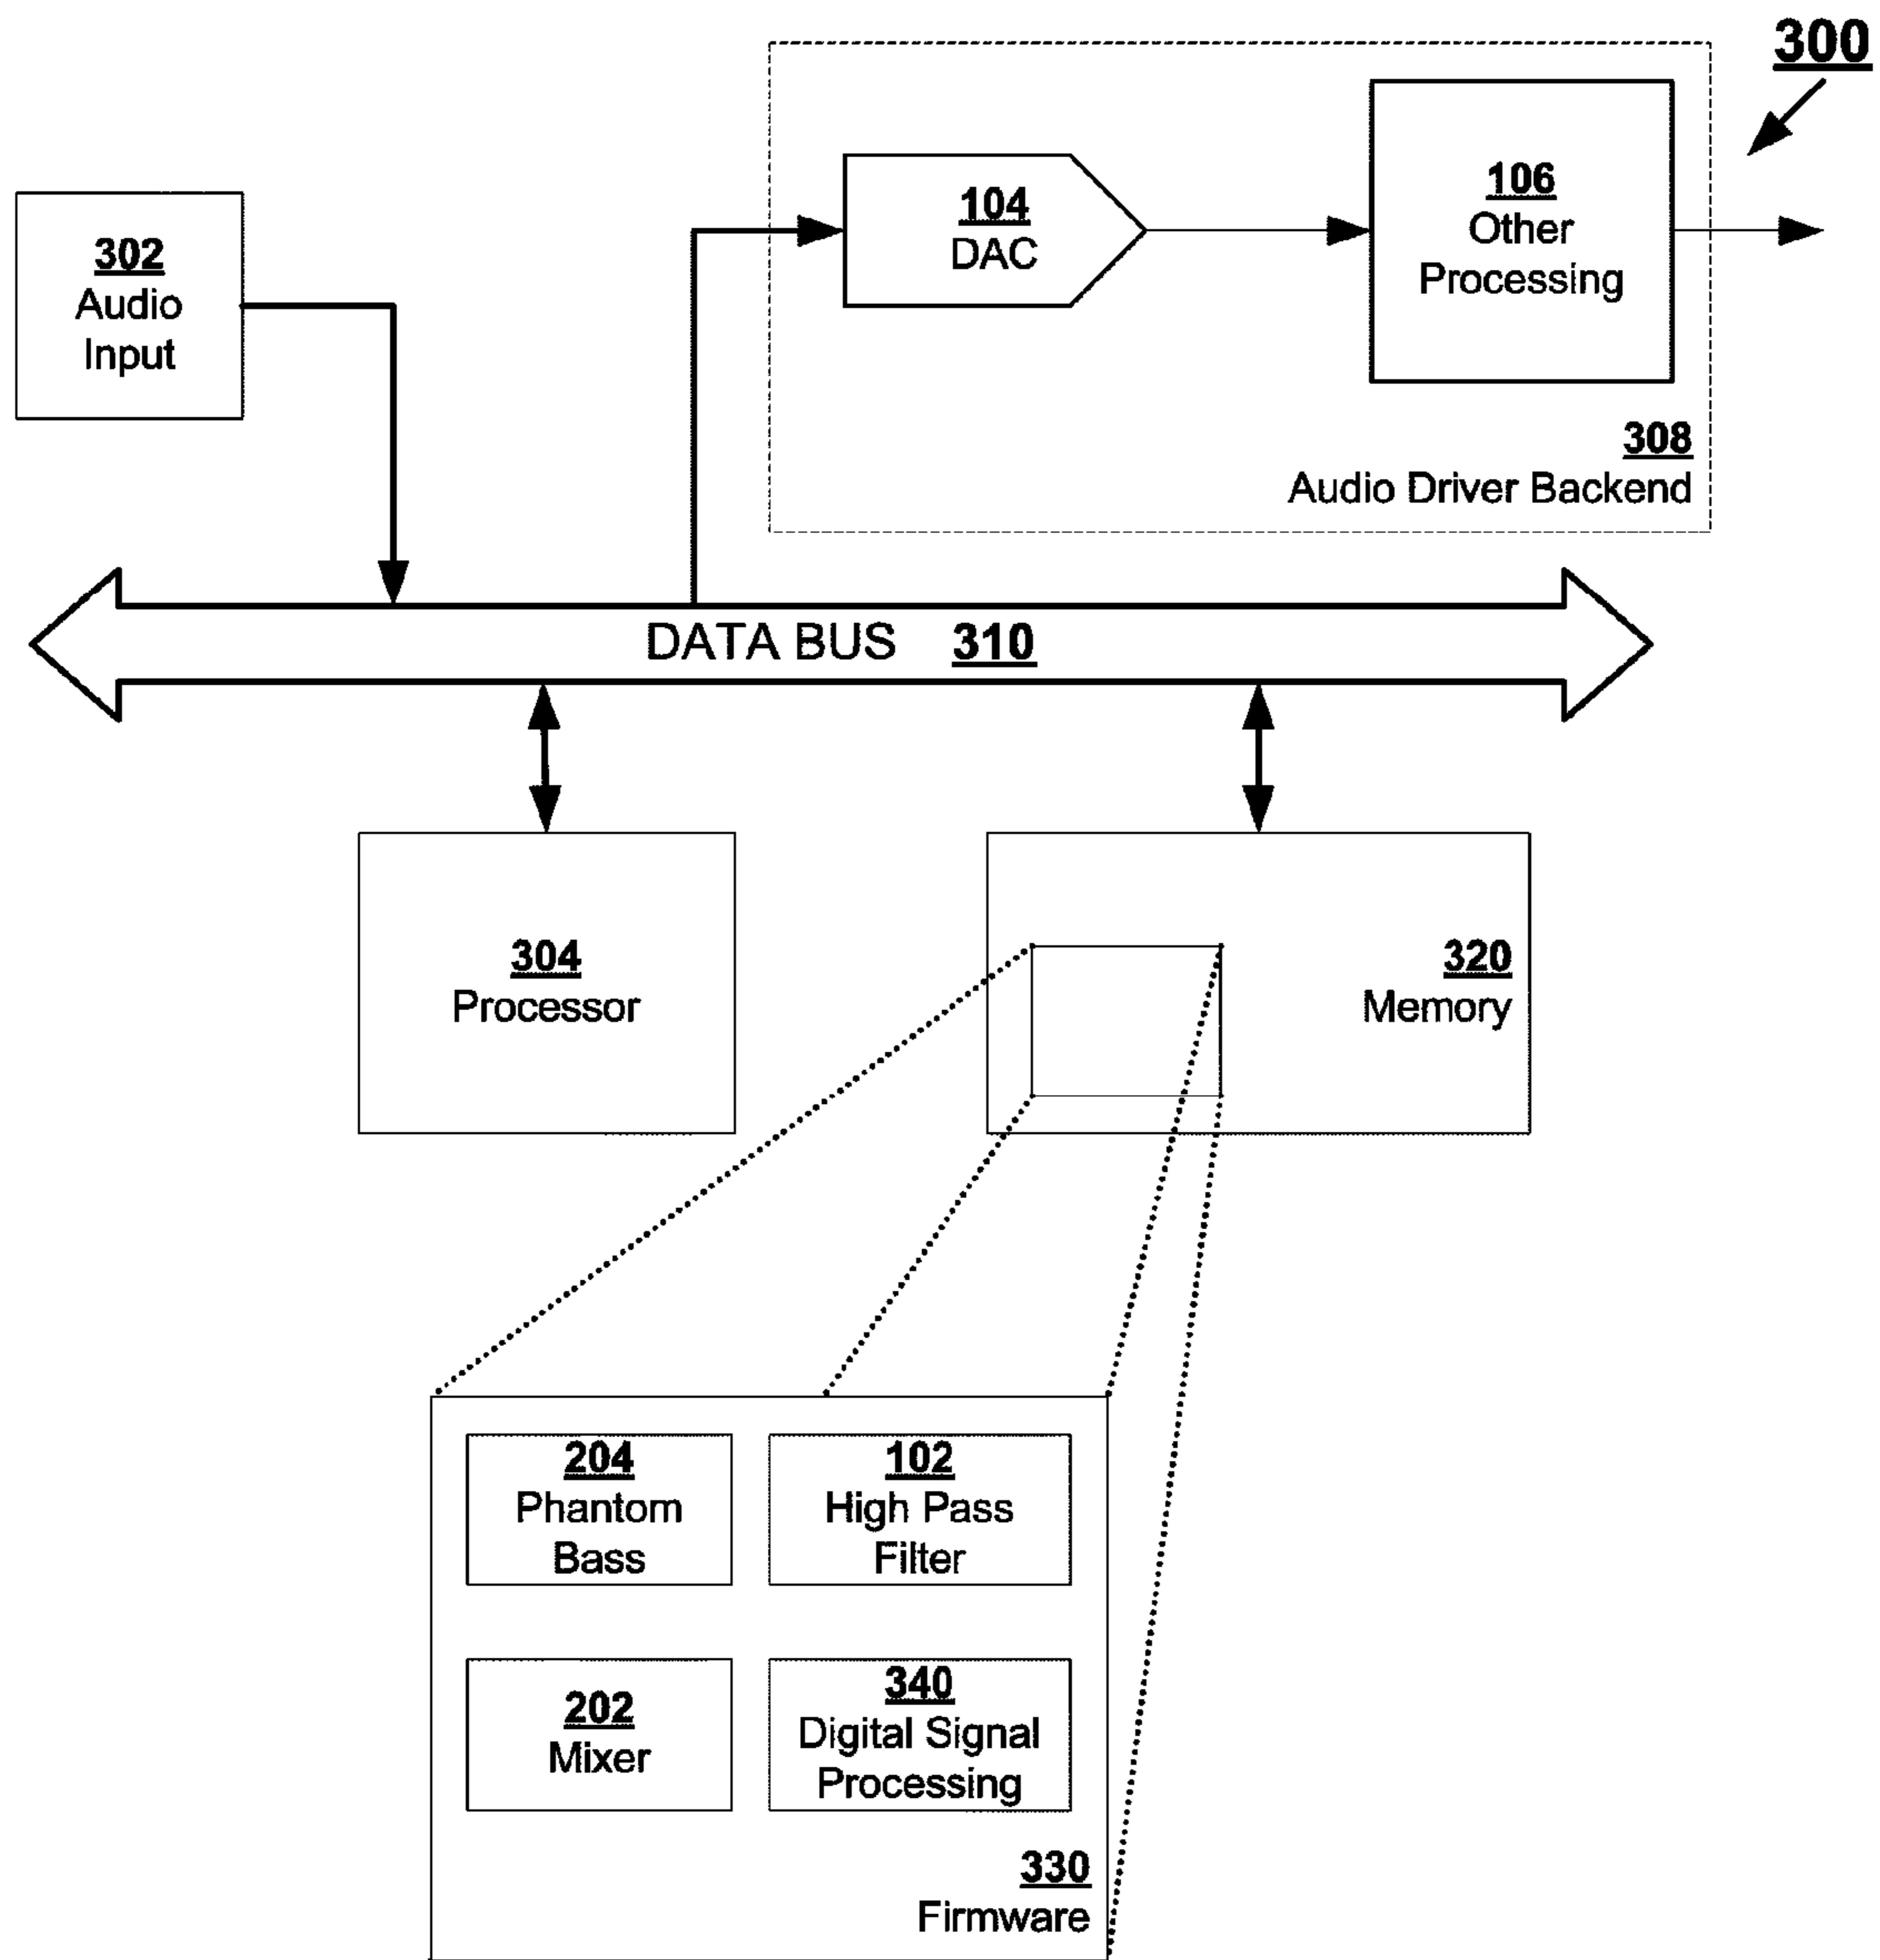 300
104
DAC
106
Other
Processing
302
Audio
Input
308
Audio Driver Backend
DATA BUS 310
304
Processor
320
Memory
204
Phantom
Bass
102
High Pass
Filter
202
Mixer
340
Digital Signal
Processing
330
Firmware